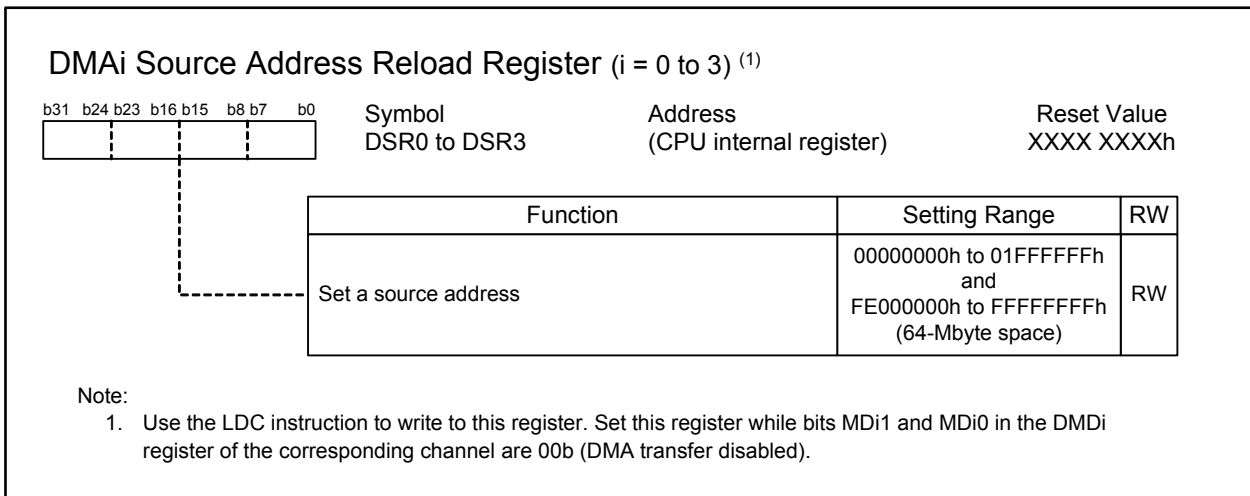 DMAi Source Address Reload Register (i = 0 to 3) (1)
b31 b24 b23 b16 b15 b8 b7 b0
Symbol Address Reset Value
DSR0 to DSR3 (CPU internal register) XXXX XXXXh
Function Setting Range RW
Set a source address
00000000h to 01FFFFFFh
and
FE000000h to FFFFFFFFh
(64-Mbyte space)
RW
Note:
1. Use the LDC instruction to write to this register. Set this register while bits MDi1 and MDi0 in the DMDi
register of the corresponding channel are 00b (DMA transfer disabled).